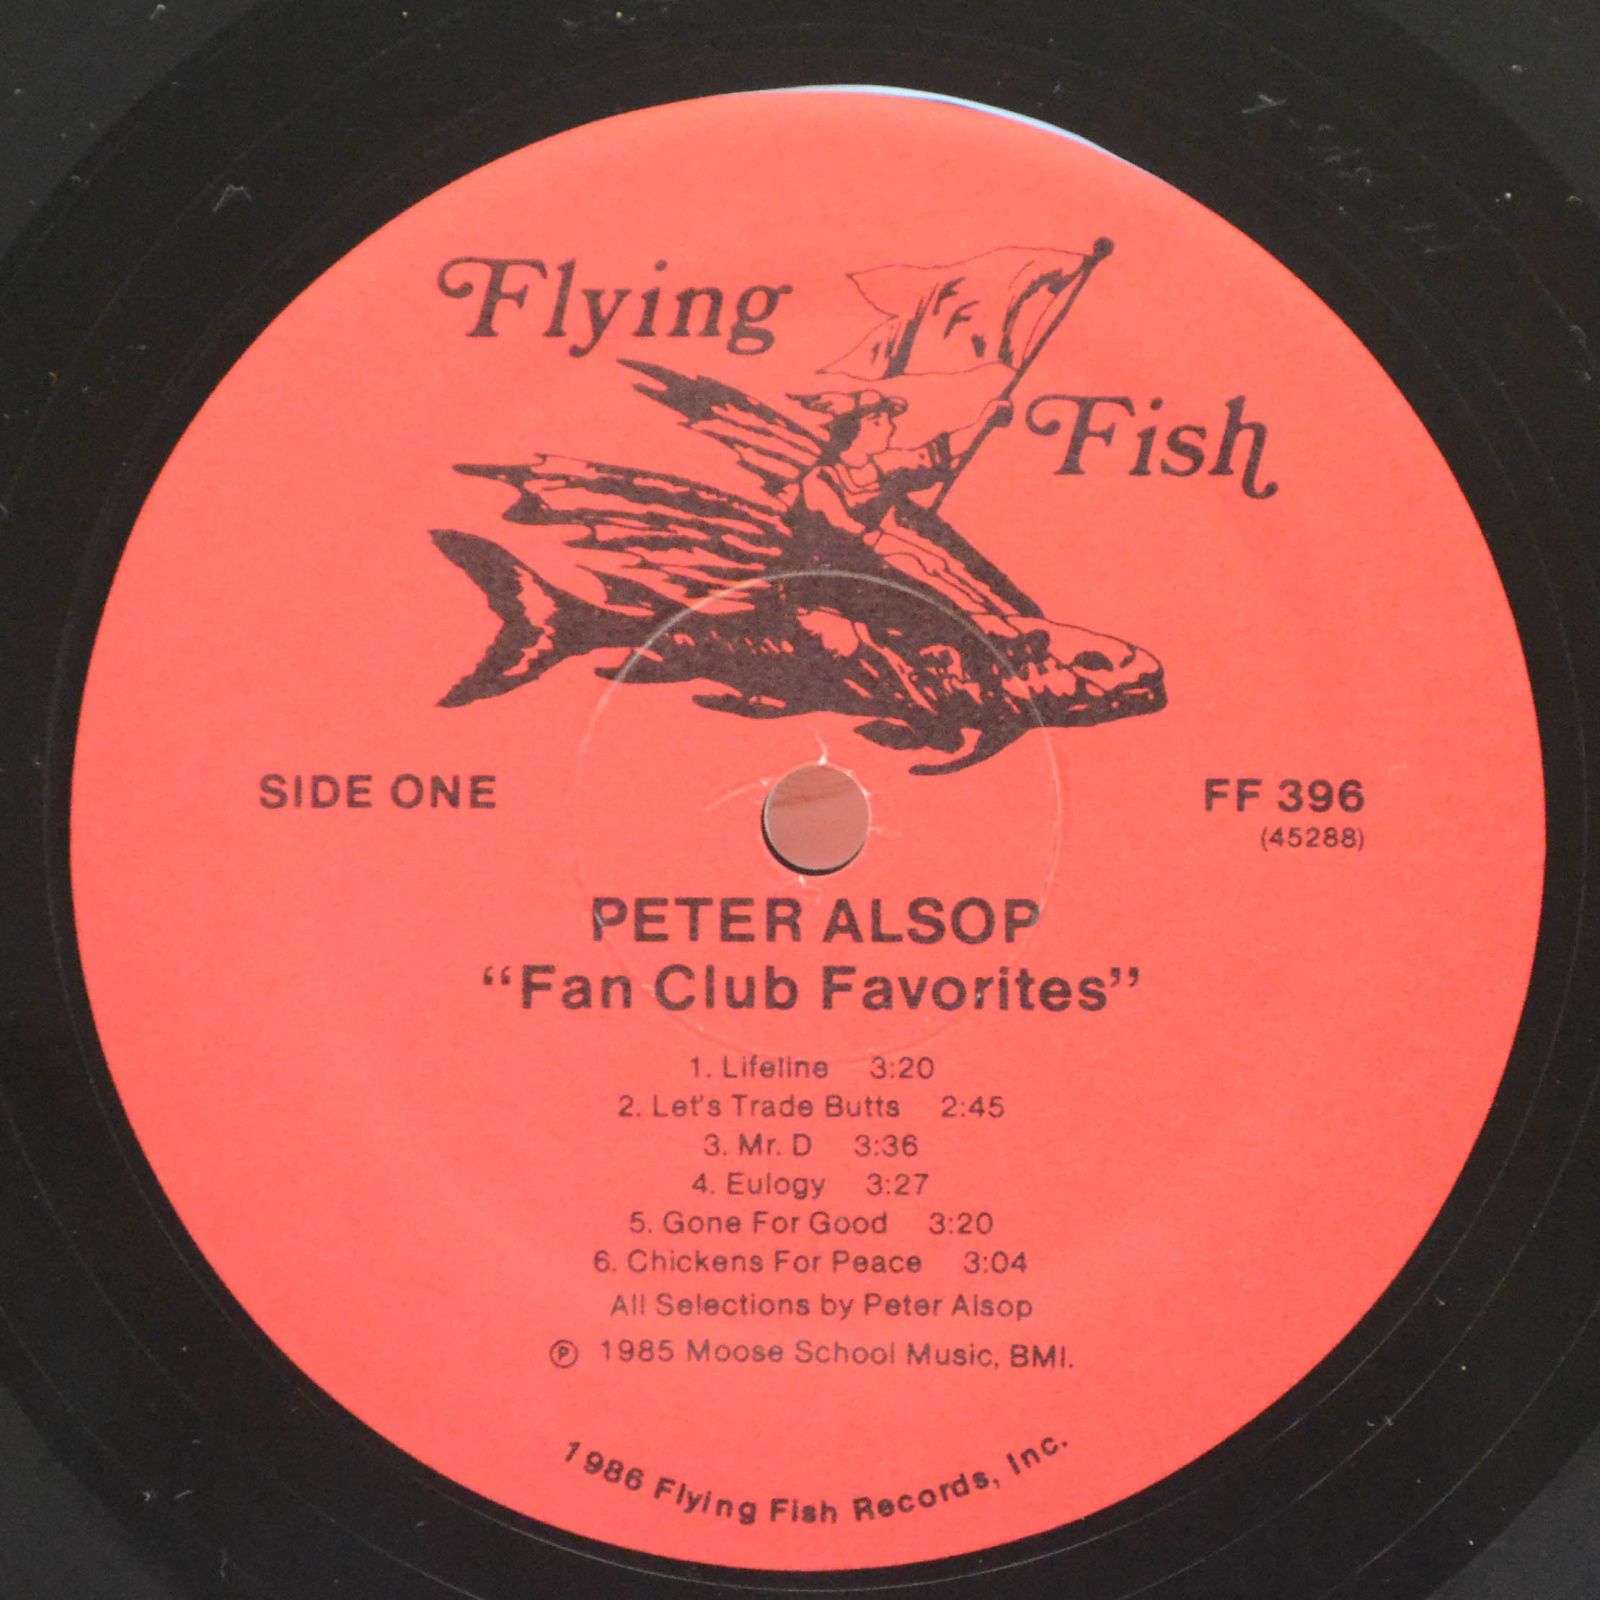 Flying
FF
Fish
SIDE ONE
FF 396
(45288)
PETER ALSOP
“Fan Club Favorites”
1. Lifeline 3:20
2. Let's Trade Butts 2:45
3. Mr. D 3:36
4. Eulogy 3:27
5. Gone For Good 3:20
6. Chickens For Peace 3:04
All Selections by Peter Alsop
℗ 1985 Moose School Music, BMI.
1986 Flying Fish Records, Inc.